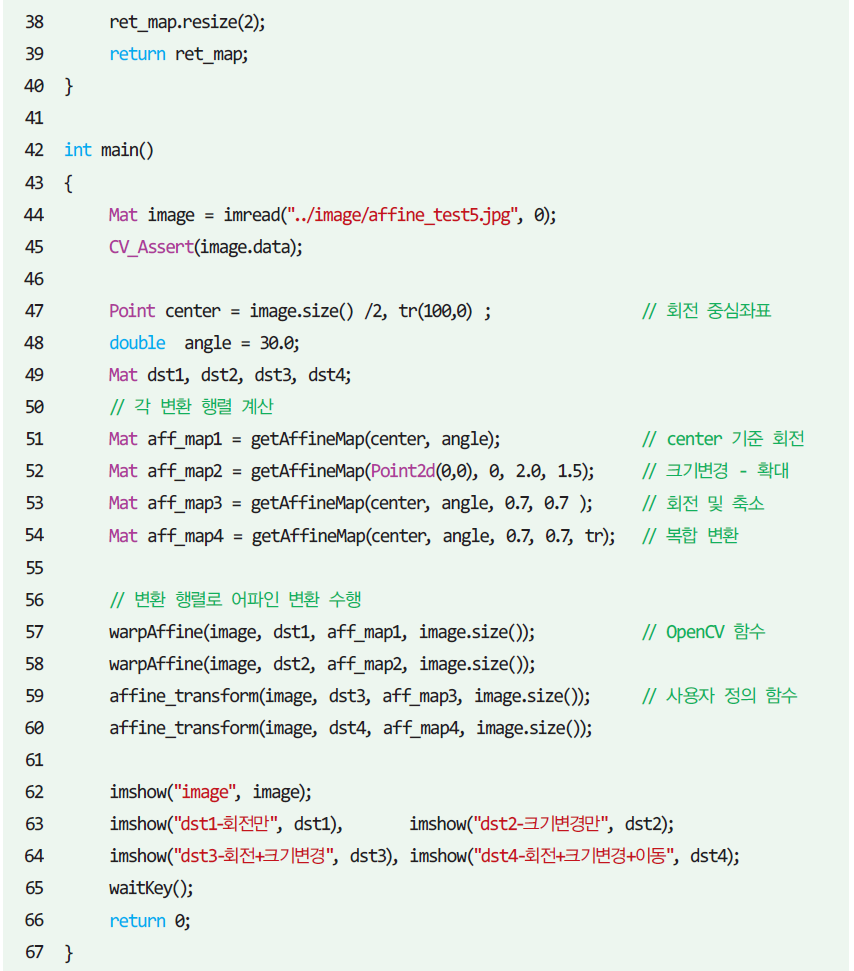 38 ret_map.resize(2);
39 return ret_map;
40 }
41
42 int main()
43 {
44 Mat image = imread("../image/affine_test5.jpg", 0);
45 CV_Assert(image.data);
46
47 Point center = image.size() /2, tr(100,0) ; // 회전 중심좌표
48 double angle = 30.0;
49 Mat dst1, dst2, dst3, dst4;
50 // 각 변환 행렬 계산
51 Mat aff_map1 = getAffineMap(center, angle); // center 기준 회전
52 Mat aff_map2 = getAffineMap(Point2d(0,0), 0, 2.0, 1.5); // 크기변경 - 확대
53 Mat aff_map3 = getAffineMap(center, angle, 0.7, 0.7 ); // 회전 및 축소
54 Mat aff_map4 = getAffineMap(center, angle, 0.7, 0.7, tr); // 복합 변환
55
56 // 변환 행렬로 어파인 변환 수행
57 warpAffine(image, dst1, aff_map1, image.size()); // OpenCV 함수
58 warpAffine(image, dst2, aff_map2, image.size());
59 affine_transform(image, dst3, aff_map3, image.size()); // 사용자 정의 함수
60 affine_transform(image, dst4, aff_map4, image.size());
61
62 imshow("image", image);
63 imshow("dst1-회전만", dst1), imshow("dst2-크기변경만", dst2);
64 imshow("dst3-회전+크기변경", dst3), imshow("dst4-회전+크기변경+이동", dst4);
65 waitKey();
66 return 0;
67 }